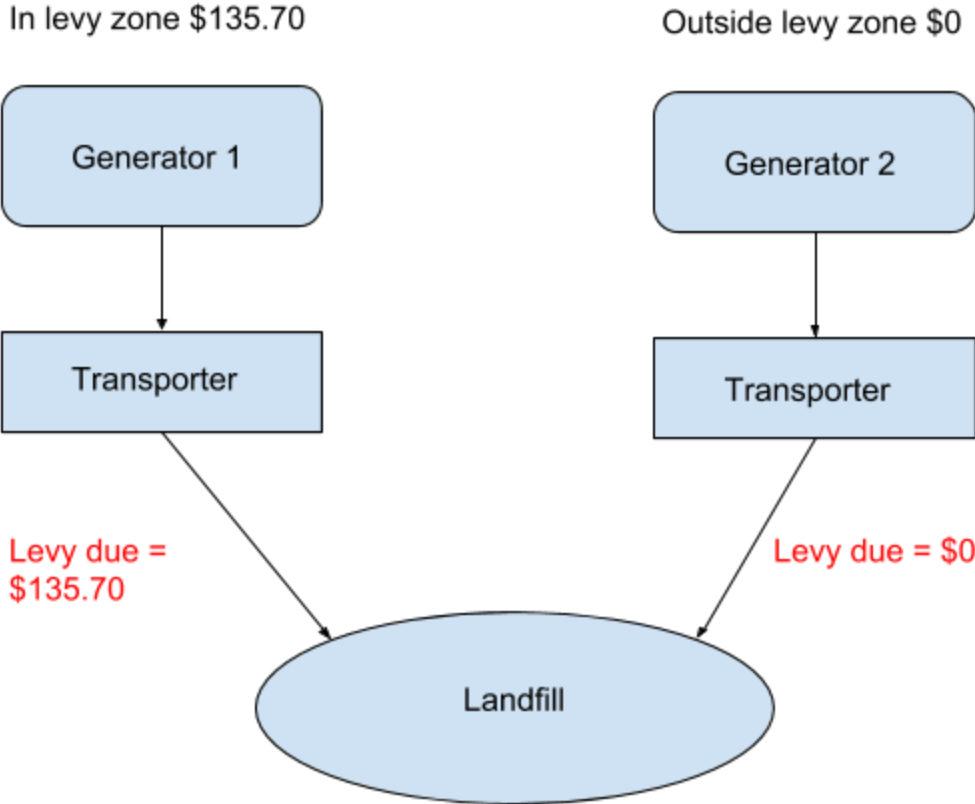 In levy zone $135.70
Outside levy zone $0
Generator 1
Generator 2
Transporter
Transporter
Levy due =
$135.70
Levy due = $0
Landfill